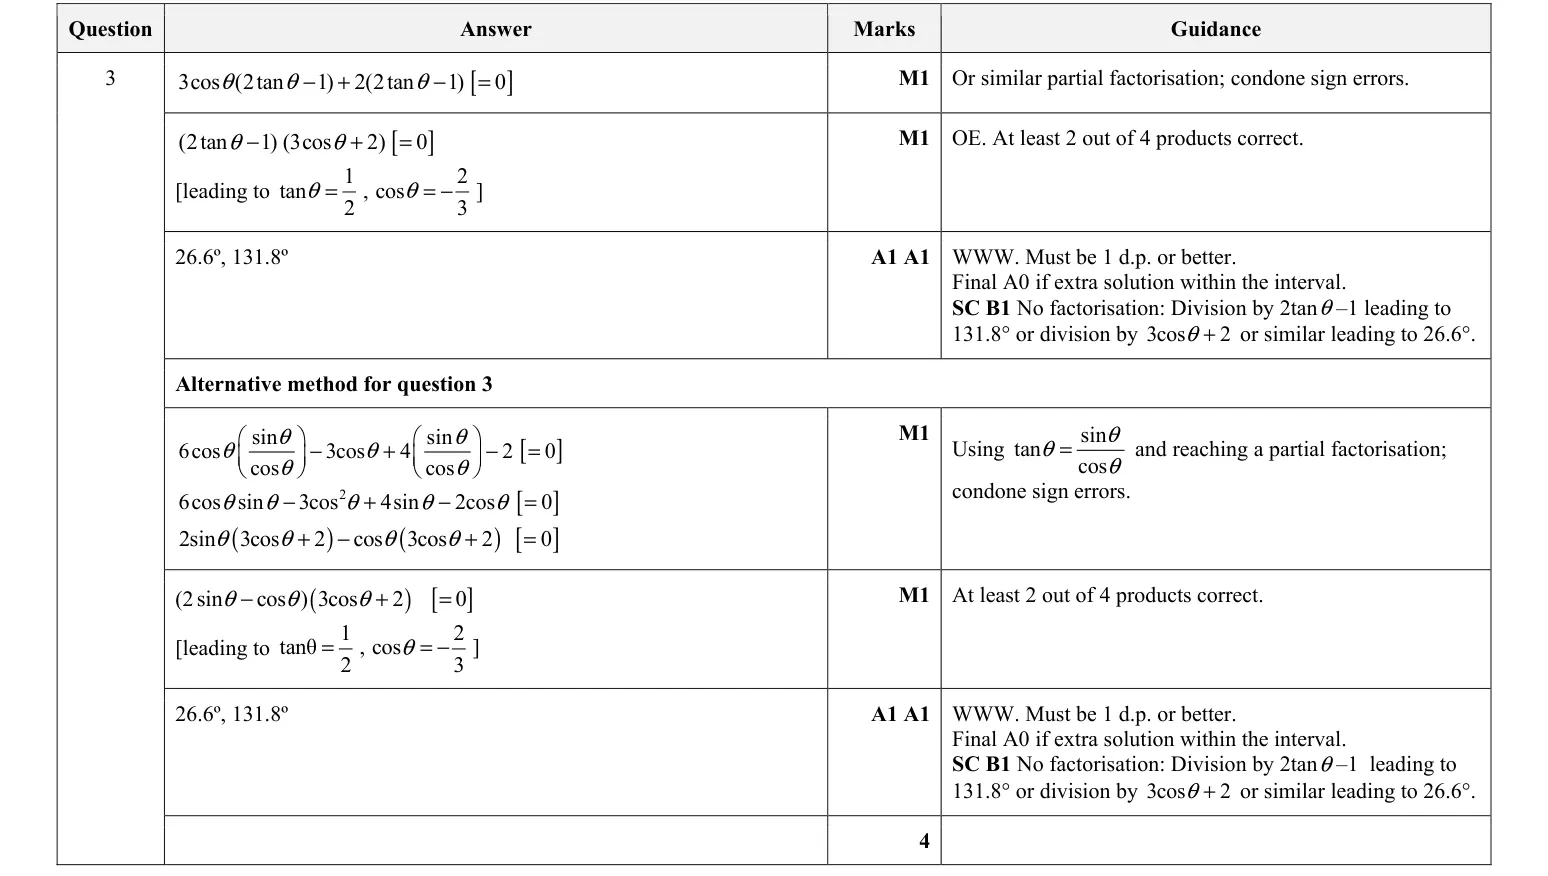 Question Answer Marks Guidance
3 3cosθ(2tanθ−1)+2(2tanθ−1) [=0] M1 Or similar partial factorisation; condone sign errors.
(2tanθ−1) (3cosθ+2) [=0] M1 OE. At least 2 out of 4 products correct.
[leading to tanθ = 1/2 , cosθ = −2/3 ]
26.6º, 131.8º A1 A1 WWW. Must be 1 d.p. or better.
Final A0 if extra solution within the interval.
SC B1 No factorisation: Division by 2tanθ–1 leading to
131.8° or division by 3cosθ+2 or similar leading to 26.6°.
Alternative method for question 3
6cosθ(sinθ/cosθ)−3cosθ+4(sinθ/cosθ)−2 [=0] M1 Using tanθ = sinθ/cosθ and reaching a partial factorisation;
condone sign errors.
6cosθsinθ−3cos²θ+4sinθ−2cosθ [=0]
2sinθ(3cosθ+2)−cosθ(3cosθ+2) [=0]
(2sinθ−cosθ)(3cosθ+2) [=0] M1 At least 2 out of 4 products correct.
[leading to tanθ = 1/2 , cosθ = −2/3 ]
26.6º, 131.8º A1 A1 WWW. Must be 1 d.p. or better.
Final A0 if extra solution within the interval.
SC B1 No factorisation: Division by 2tanθ–1 leading to
131.8° or division by 3cosθ+2 or similar leading to 26.6°.
4